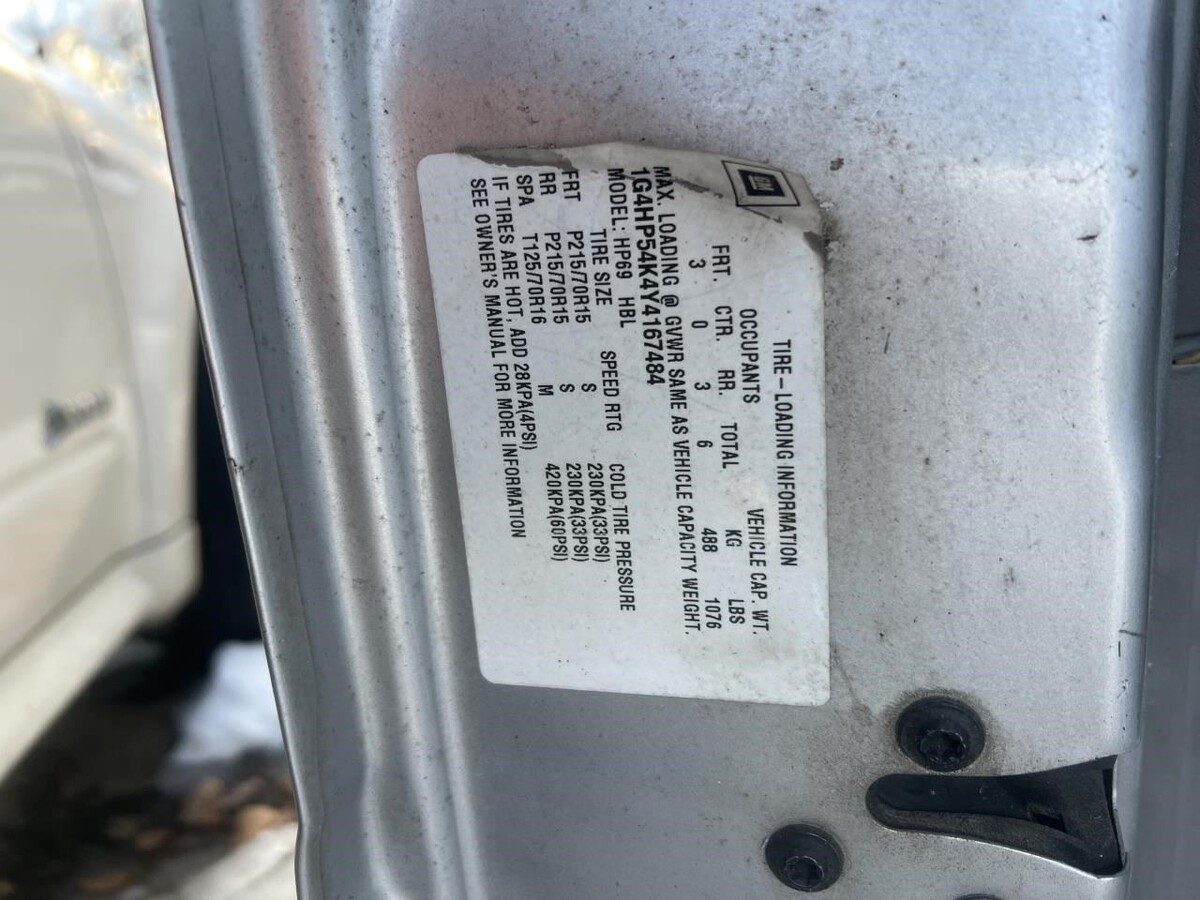 GM
TIRE-LOADING INFORMATION
OCCUPANTS VEHICLE CAP. WT.
FRT. CTR. RR. TOTAL KG LBS
3 0 3 6 488 1076
MAX. LOADING @ GVWR SAME AS VEHICLE CAPACITY WEIGHT.
1G4HP54K4Y4167484
MODEL: HP69 HBL
TIRE SIZE SPEED RTG COLD TIRE PRESSURE
FRT P215/70R15 S 230KPA(33PSI)
RR P215/70R15 S 230KPA(33PSI)
SPA T125/70R16 M 420KPA(60PSI)
IF TIRES ARE HOT, ADD 28KPA(4PSI)
SEE OWNER'S MANUAL FOR MORE INFORMATION